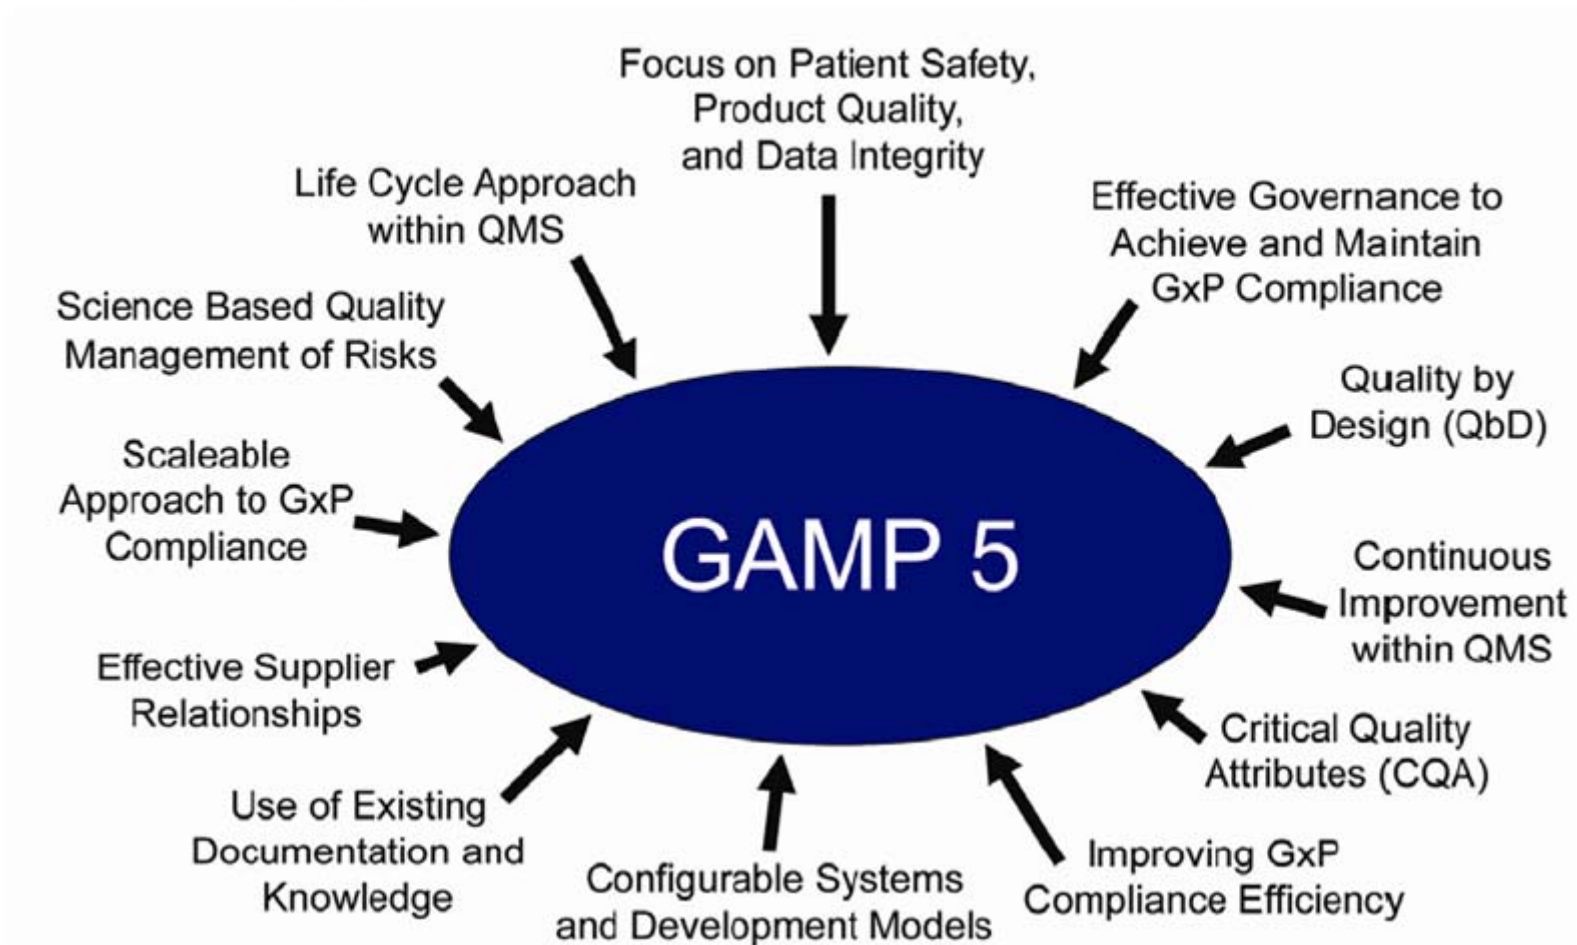 Focus on Patient Safety,
Product Quality,
and Data Integrity
Life Cycle Approach
within QMS
Effective Governance to
Achieve and Maintain
GxP Compliance
Science Based Quality
Management of Risks
Quality by
Design (QbD)
Scaleable
Approach to GxP
Compliance
GAMP 5
Continuous
Improvement
within QMS
Effective Supplier
Relationships
Critical Quality
Attributes (CQA)
Use of Existing
Documentation and
Knowledge
Configurable Systems
and Development Models
Improving GxP
Compliance Efficiency